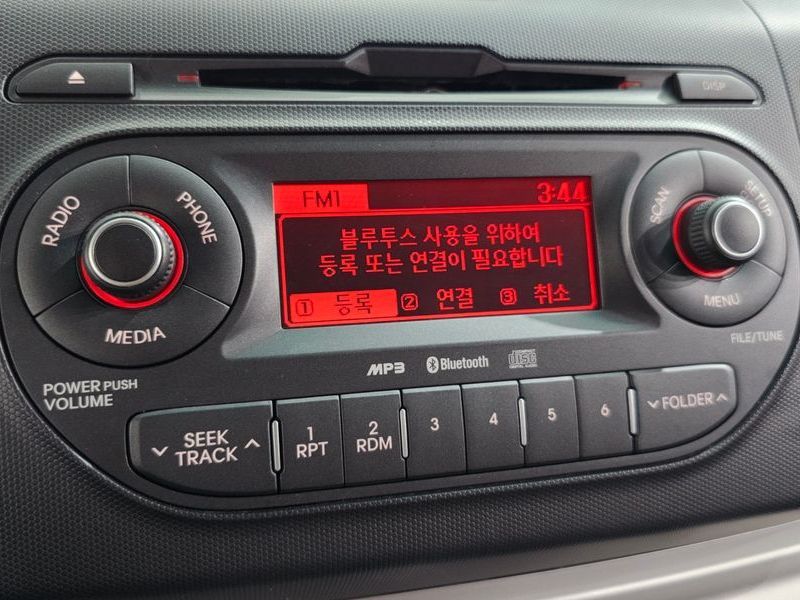 DISP
RADIO
PHONE
MEDIA
POWER PUSH
VOLUME
FM1 3:44
블루투스 사용을 위하여
등록 또는 연결이 필요합니다
① 등록 ② 연결 ③ 취소
SCAN
SETUP
MENU
FILE/TUNE
MP3 Bluetooth disc
DIGITAL AUDIO
SEEK
TRACK
1
RPT
2
RDM
3
4
5
6
FOLDER